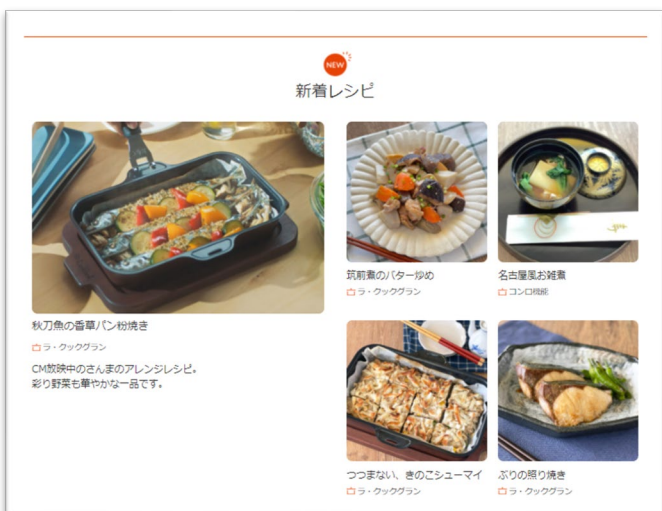 NEW
新着レシピ
秋刀魚の香草パン粉焼き
ラ・クックグラン
CM放映中のさんまのアレンジレシピ。
彩り野菜も華やかな一品です。
筑前煮のバター炒め
ラ・クックグラン
名古屋風お雑煮
コンロ機能
つつまない、きのこシューマイ
ラ・クックグラン
ぶりの照り焼き
ラ・クックグラン